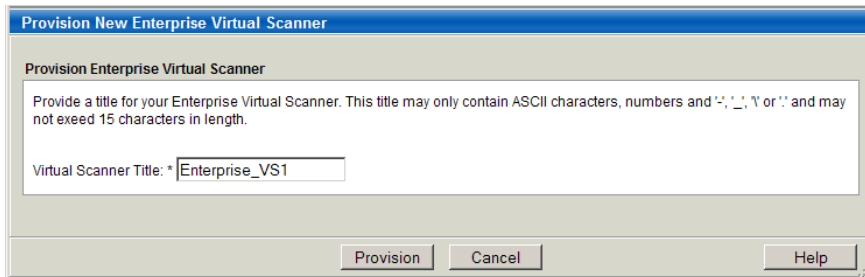 Provision New Enterprise Virtual Scanner
Provision Enterprise Virtual Scanner
Provide a title for your Enterprise Virtual Scanner. This title may only contain ASCII characters, numbers and '-', '_', '\' or '.' and may
not exeed 15 characters in length.
Virtual Scanner Title: * Enterprise_VS1
Provision Cancel Help